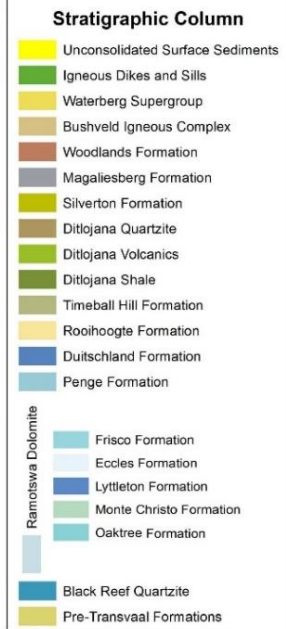 Stratigraphic Column
Unconsolidated Surface Sediments
Igneous Dikes and Sills
Waterberg Supergroup
Bushveld Igneous Complex
Woodlands Formation
Magaliesberg Formation
Silverton Formation
Ditlojana Quartzite
Ditlojana Volcanics
Ditlojana Shale
Timeball Hill Formation
Rooihoogte Formation
Duitschland Formation
Penge Formation
Ramotswa Dolomite
Frisco Formation
Eccles Formation
Lyttleton Formation
Monte Christo Formation
Oaktree Formation
Black Reef Quartzite
Pre-Transvaal Formations